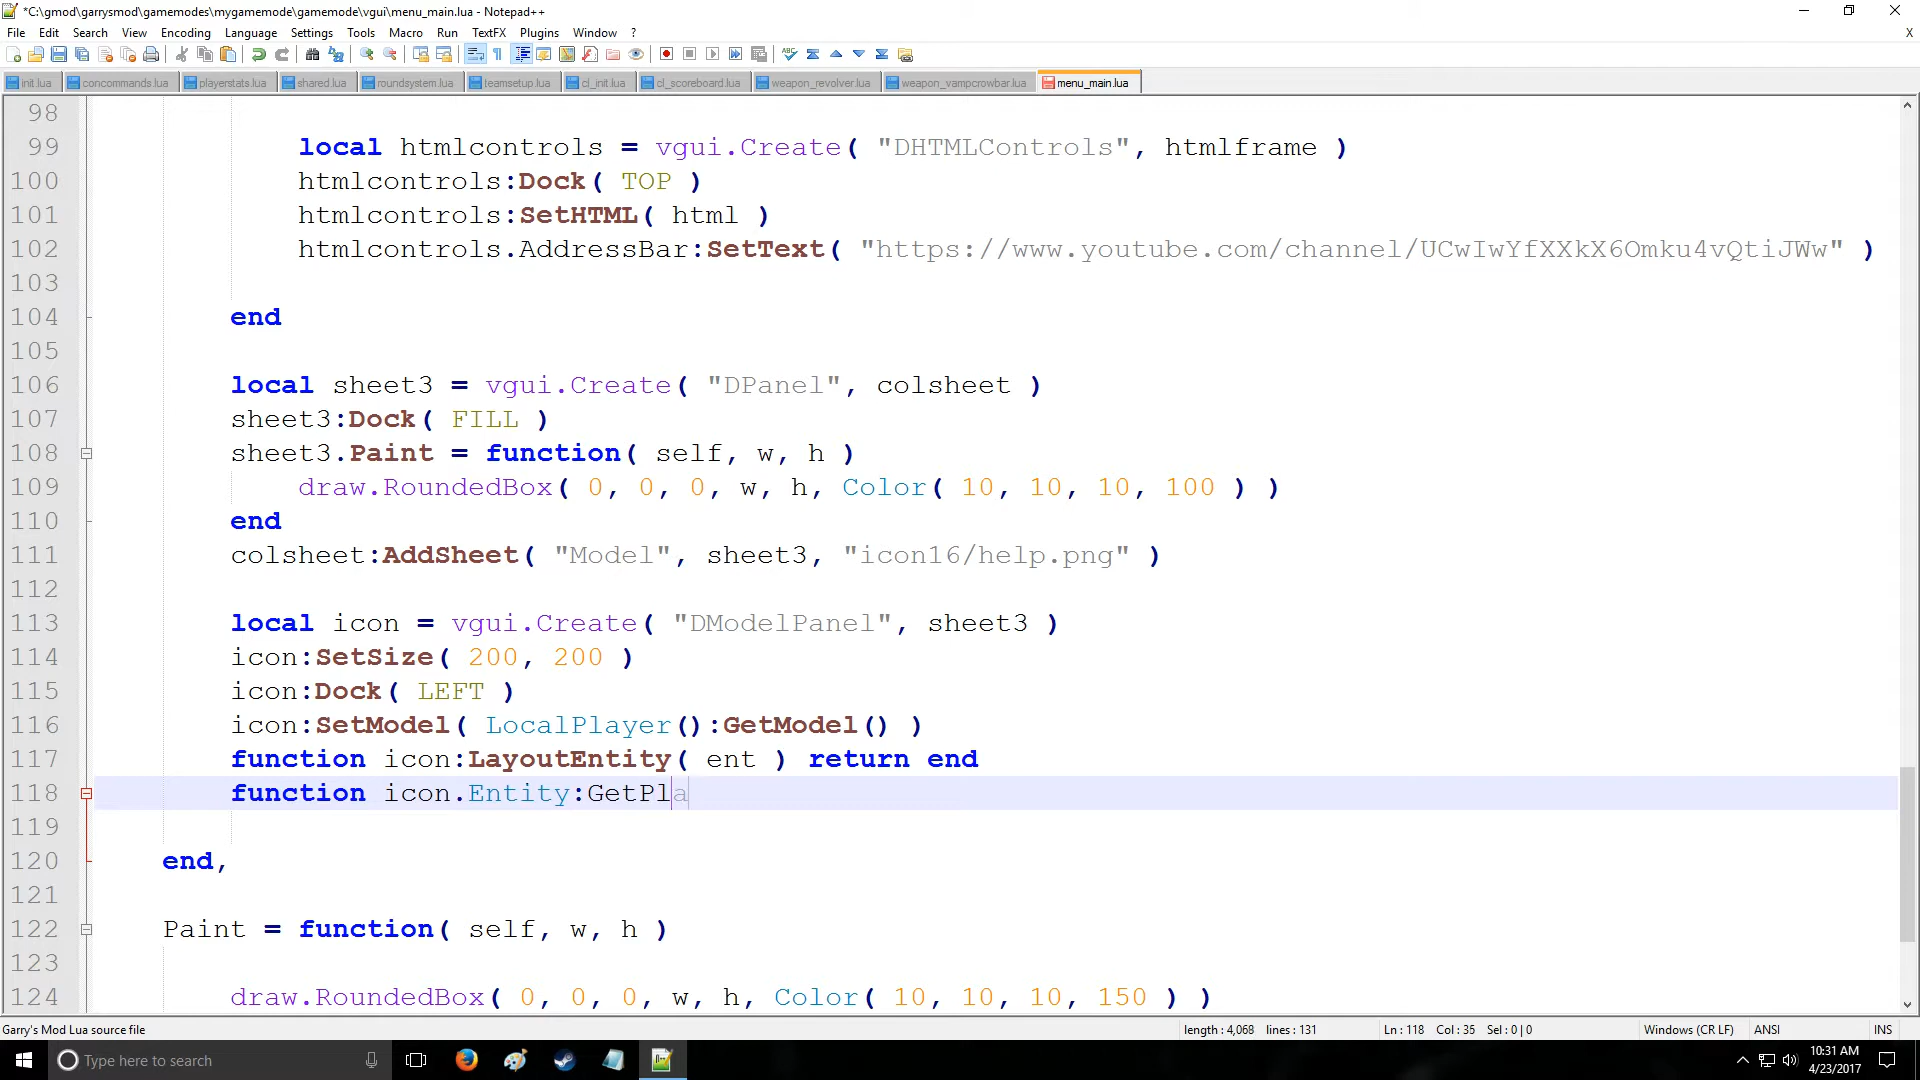 *C:\gmod\garrysmod\gamemodes\mygamemode\gamemode\vgui\menu_main.lua - Notepad++
File Edit Search View Encoding Language Settings Tools Macro Run TextFX Plugins Window ? X
init.lua concommands.lua playerstats.lua shared.lua roundsystem.lua teamsetup.lua cl_init.lua cl_scoreboard.lua weapon_revolver.lua weapon_vampcrowbar.lua menu_main.lua
98
99 local htmlcontrols = vgui.Create( "DHTMLControls", htmlframe )
100 htmlcontrols:Dock( TOP )
101 htmlcontrols:SetHTML( html )
102 htmlcontrols.AddressBar:SetText( "https://www.youtube.com/channel/UCwIwYfXXkX6Omku4vQtiJWw" )
103
104 end
105
106 local sheet3 = vgui.Create( "DPanel", colsheet )
107 sheet3:Dock( FILL )
108 sheet3.Paint = function( self, w, h )
109 draw.RoundedBox( 0, 0, 0, w, h, Color( 10, 10, 10, 100 ) )
110 end
111 colsheet:AddSheet( "Model", sheet3, "icon16/help.png" )
112
113 local icon = vgui.Create( "DModelPanel", sheet3 )
114 icon:SetSize( 200, 200 )
115 icon:Dock( LEFT )
116 icon:SetModel( LocalPlayer():GetModel() )
117 function icon:LayoutEntity( ent ) return end
118 function icon.Entity:GetPla
119
120 end,
121
122 Paint = function( self, w, h )
123
124 draw.RoundedBox( 0, 0, 0, w, h, Color( 10, 10, 10, 150 ) )
Garry's Mod Lua source file length : 4,068 lines : 131 Ln : 118 Col : 35 Sel : 0 | 0 Windows (CR LF) ANSI INS
Type here to search 10:31 AM
4/23/2017